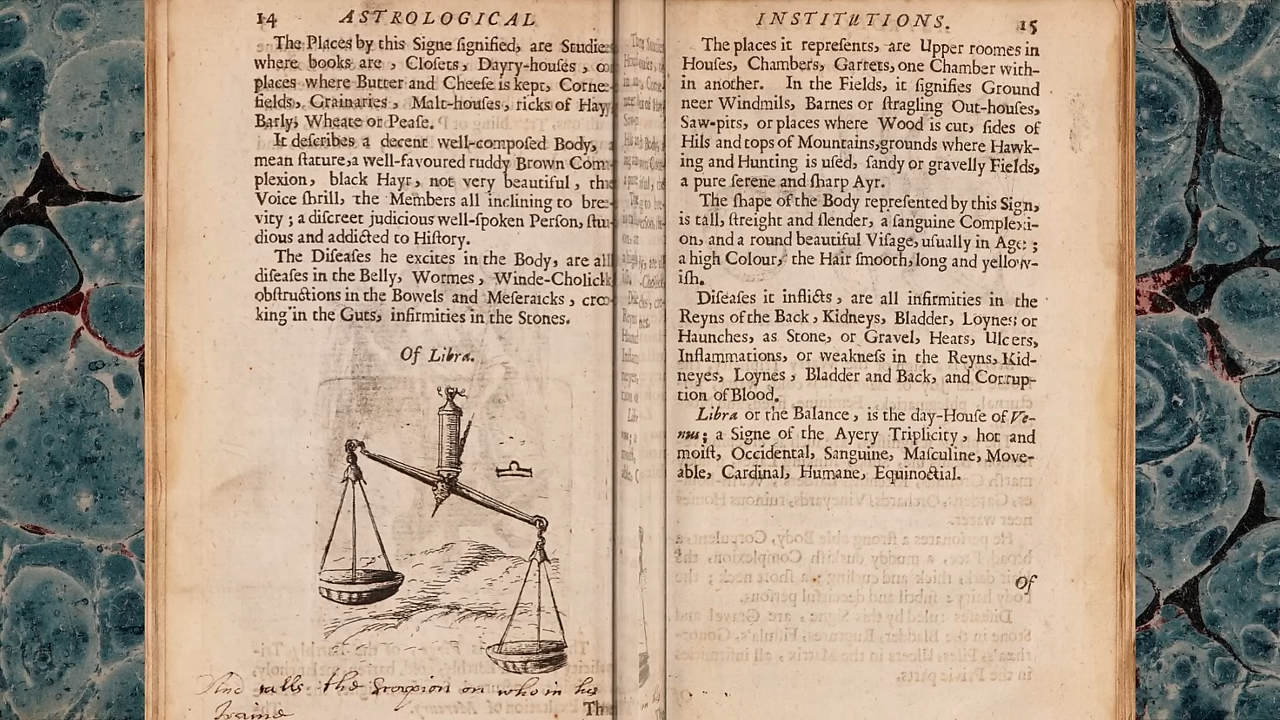 14 ASTROLOGICAL
The Places by this Signe ſignified, are Studies
where books are , Cloſets, Dayry-houſes , or
places where Butter and Cheeſe is kept, Corne-
fields, Grainaries , Malt-houſes, ricks of Hay,
Barly, Wheate or Peaſe.
It deſcribes a decent well-compoſed Body,
mean ſtature, a well-favoured ruddy Brown Com-
plexion, black Hayr, not very beautiful , the
Voice ſhrill, the Members all inclining to bre-
vity ; a diſcreet judicious well-ſpoken Perſon, ſtu-
dious and addicted to Hiſtory.
The Diſeaſes he excites in the Body, are all
diſeaſes in the Belly, Wormes, Winde-Cholick
obſtructions in the Bowels and Meſeraicks , cro-
king in the Guts, infirmities in the Stones.
Of Libra.
♎
And calls the Scorpion on who in his
frame
The
INSTITUTIONS. 15
The places it represents, are Upper roomes in
Houſes, Chambers, Garrets, one Chamber with-
in another. In the Fields, it ſignifies Ground
neer Windmils, Barnes or ſtragling Out-houſes,
Saw-pits, or places where Wood is cut, ſides of
Hils and tops of Mountains, grounds where Hawk-
ing and Hunting is uſed, ſandy or gravelly Fields,
a pure ſerene and ſharp Ayr.
The ſhape of the Body repreſented by this Sign,
is tall, ſtreight and ſlender, a ſanguine Complexi-
on, and a round beautiful Viſage, uſually in Age ;
a high Colour, the Hair ſmooth, long and yellow-
iſh.
Diſeaſes it inflicts, are all infirmities in the
Reyns of the Back, Kidneys, Bladder, Loynes or
Haunches, as Stone, or Gravel, Heats, Ulcers,
Inflammations, or weakneſs in the Reyns, Kid-
neyes, Loynes , Bladder and Back, and Corrup-
tion of Blood.
Libra or the Balance , is the day-Houſe of Ve-
nus; a Signe of the Ayery Triplicity, hot and
moiſt, Occidental, Sanguine, Maſculine, Move-
able, Cardinal, Humane, Equinoctial.
Of